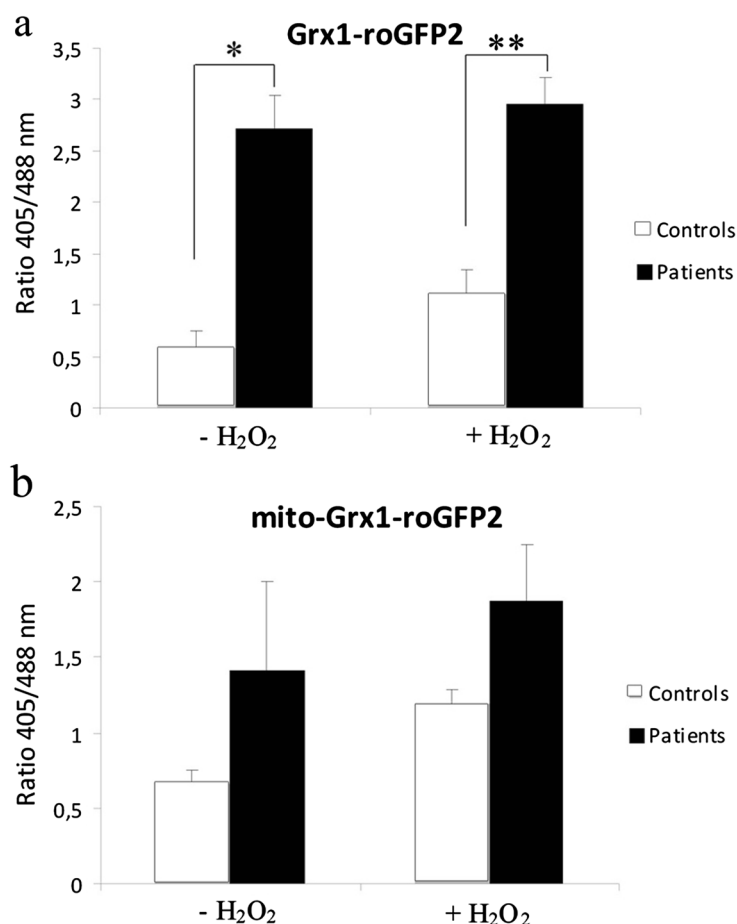 a
Grx1-roGFP2
* **
3,5
3
2,5
2
1,5
1
0,5
0
Ratio 405/488 nm
Controls
Patients
- H₂O₂ + H₂O₂
b
mito-Grx1-roGFP2
2,5
2
1,5
1
0,5
0
Ratio 405/488 nm
Controls
Patients
- H₂O₂ + H₂O₂